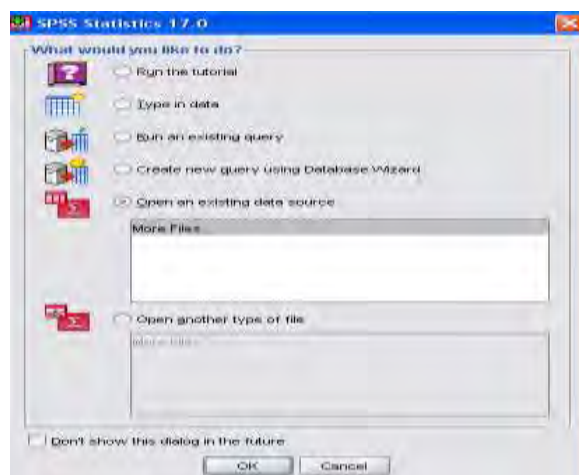 SPSS Statistics 17.0
What would you like to do?
Run the tutorial
Type in data
Run an existing query
Create new query using Database Wizard
Open an existing data source
More Files...
Open another type of file
More Files...
Don't show this dialog in the future
OK Cancel